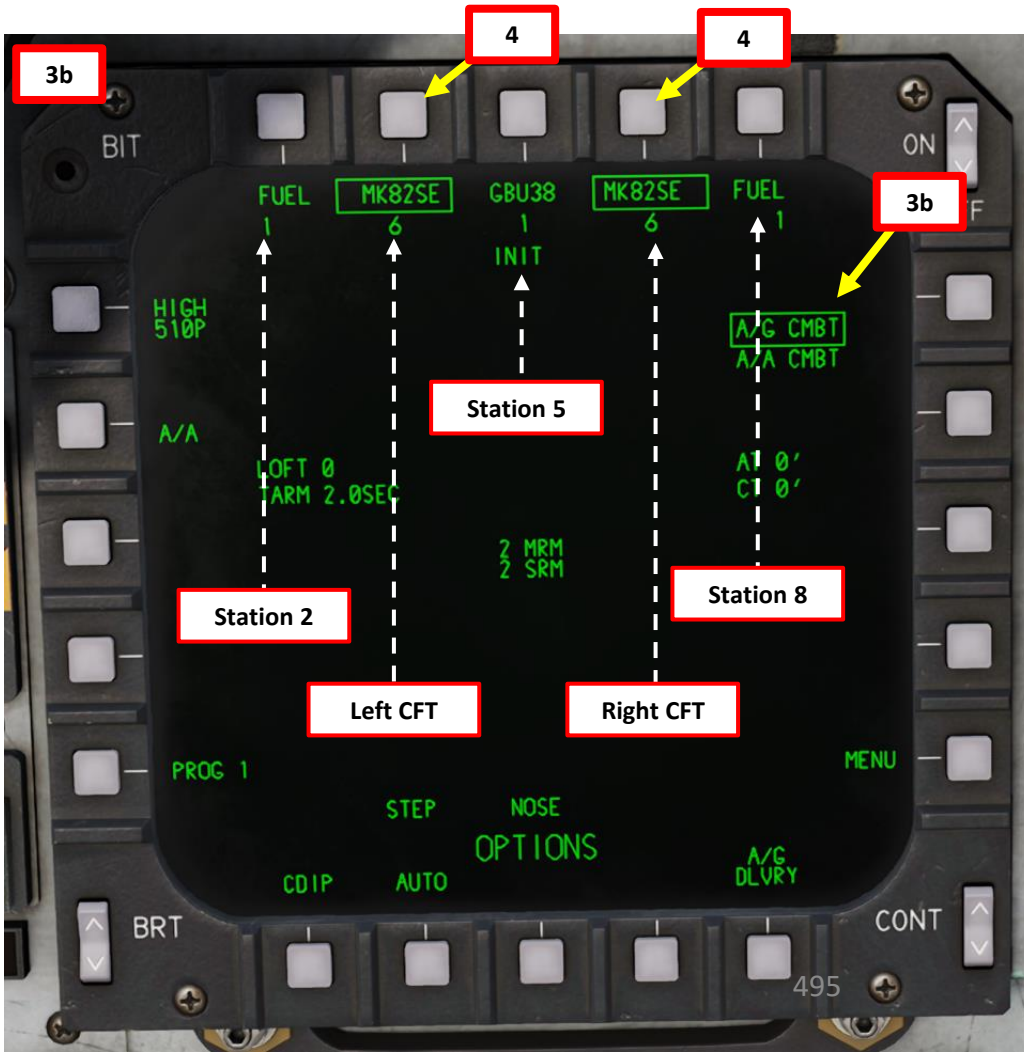 4
4
3b
BIT
ON
FUEL
MK82SE
GBU38
MK82SE
FUEL
3b
1
6
1
6
1
INIT
HIGH
510P
A/G CMBT
A/A CMBT
Station 5
A/A
LOFT 0
TARM 2.0SEC
AT 0'
CT 0'
2 MRM
2 SRM
Station 2
Station 8
Left CFT
Right CFT
PROG 1
MENU
STEP
NOSE
OPTIONS
CDIP
AUTO
A/G
DLVRY
BRT
CONT
495